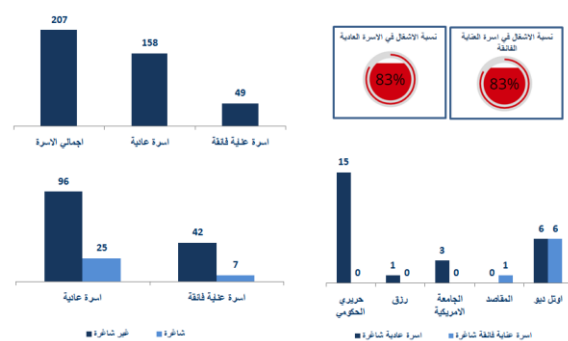 207
158
49
اجمالي الاسرة
اسرة عادية
اسرة عناية فائقة
نسبة الاشغال في الاسرة العادية
83%
نسبة الاشغال في اسرة العناية
الفائقة
83%
96
25
42
7
اسرة عادية
اسرة عناية فائقة
غير شاغرة
شاغرة
15
0
1
0
3
0
0
1
6
6
حريري
الحكومي
رزق
الجامعة
الامريكية
المقاصد
اوتل ديو
اسرة عادية شاغرة
اسرة عناية فائقة شاغرة